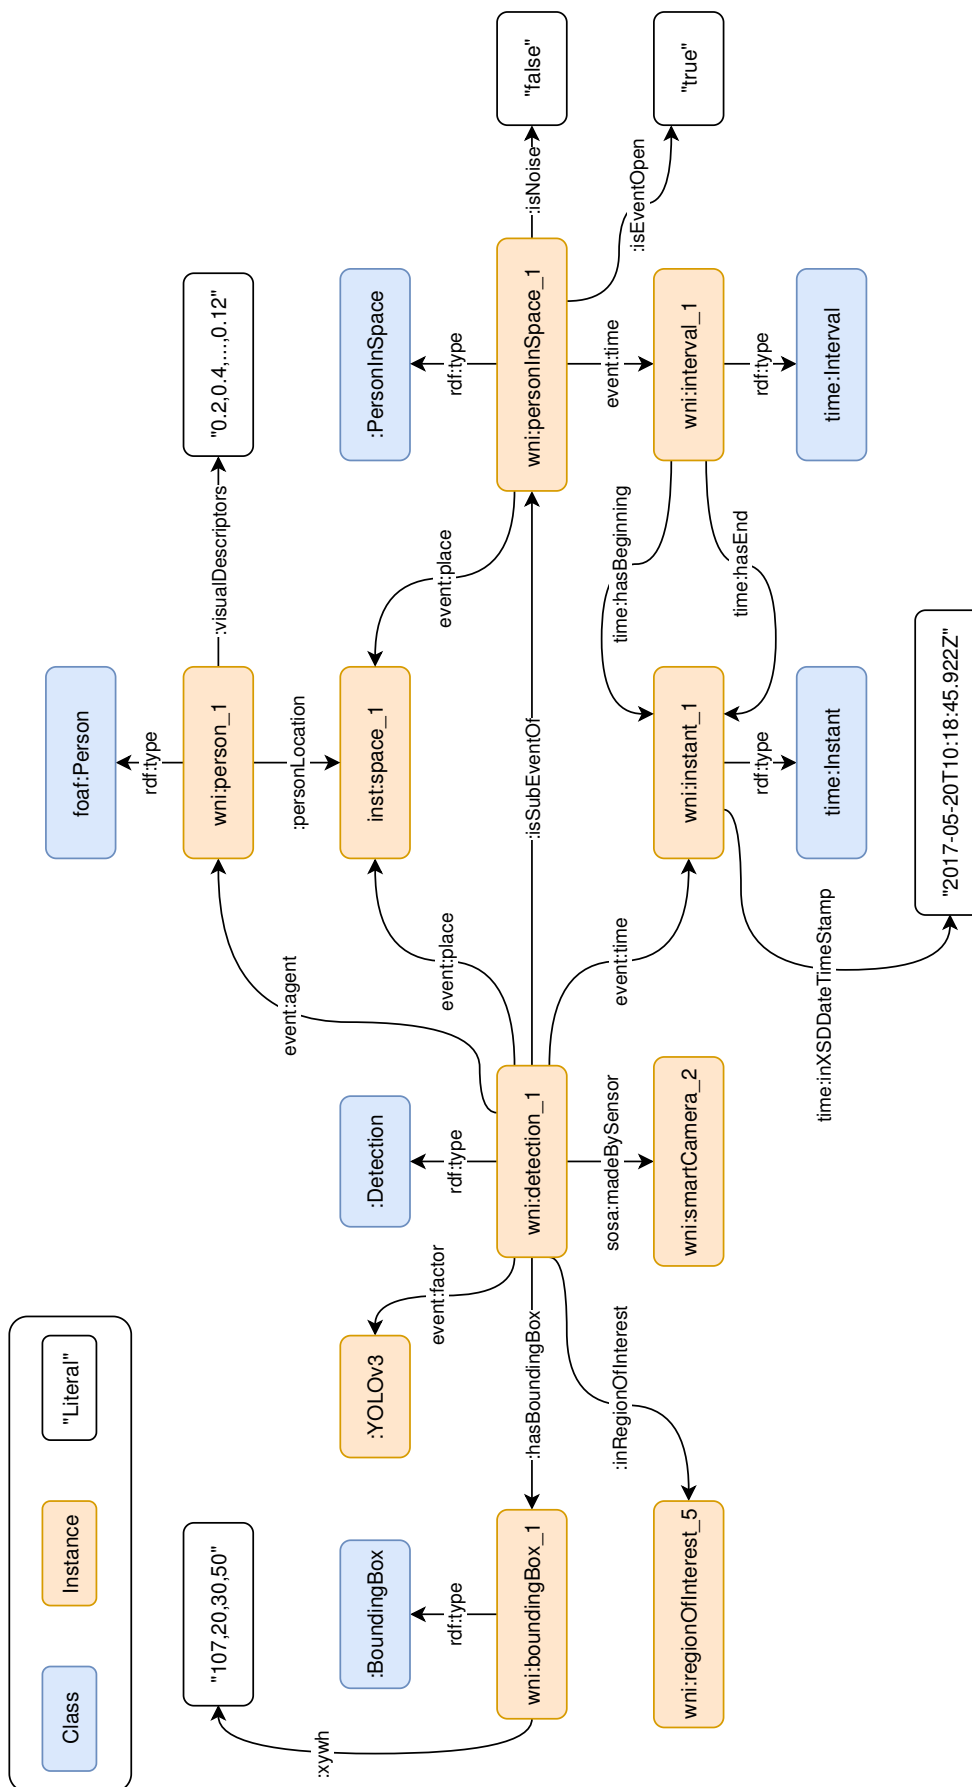 Class
Instance
"Literal"
"107,20,30,50"
:xywh
:BoundingBox
rdf:type
wni:boundingBox_1
wni:regionOfInterest_5
:YOLOv3
event:factor
:hasBoundingBox
:inRegionOfInterest
:Detection
rdf:type
wni:detection_1
sosa:madeBySensor
wni:smartCamera_2
event:agent
event:place
:isSubEventOf
event:time
foaf:Person
rdf:type
wni:person_1
:visualDescriptors
"0.2,0.4,...,0.12"
:personLocation
inst:space_1
event:place
:PersonInSpace
rdf:type
wni:personInSpace_1
:isNoise
"false"
:isEventOpen
"true"
event:time
wni:interval_1
rdf:type
time:Interval
time:hasBeginning
time:hasEnd
wni:instant_1
rdf:type
time:Instant
time:inXSDDateTimeStamp
"2017-05-20T10:18:45.922Z"